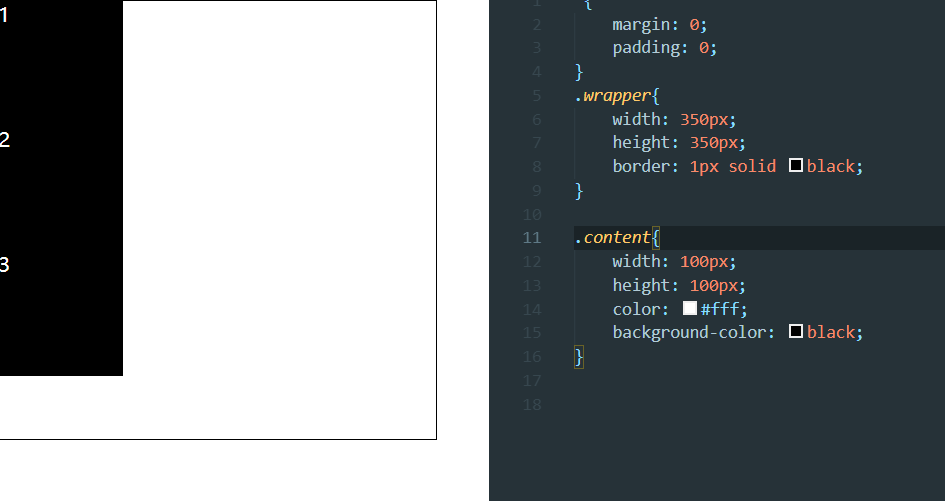 1
2
3
1 {
2 margin: 0;
3 padding: 0;
4 }
5 .wrapper{
6 width: 350px;
7 height: 350px;
8 border: 1px solid black;
9 }
10
11 .content{
12 width: 100px;
13 height: 100px;
14 color: #fff;
15 background-color: black;
16 }
17
18